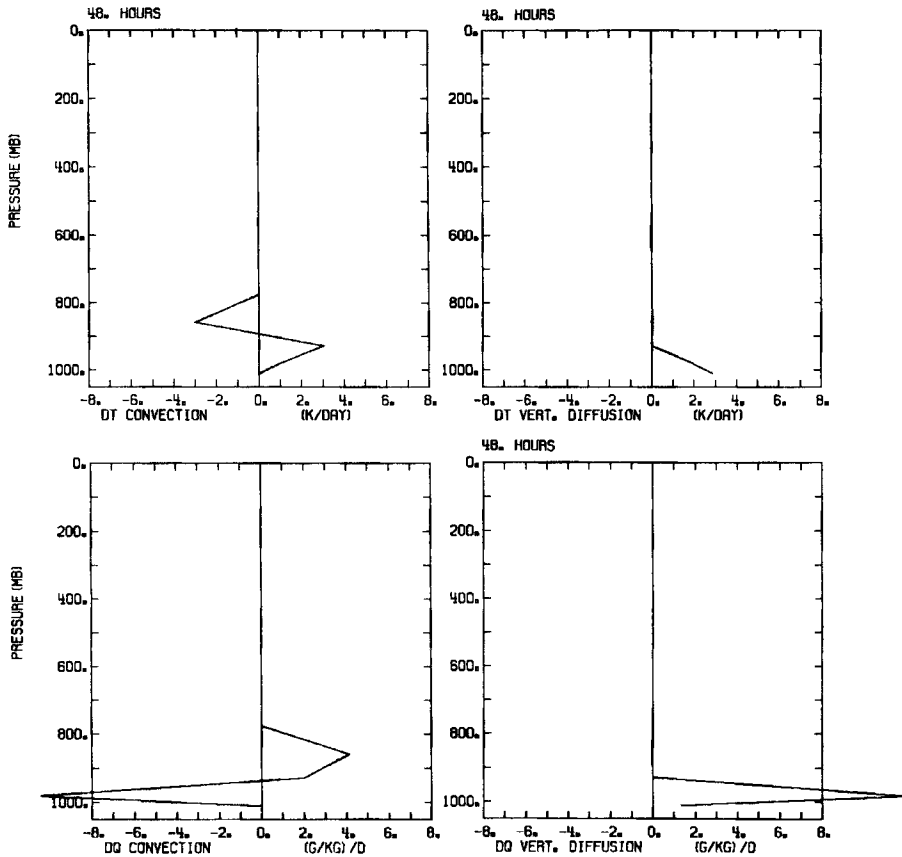 48. HOURS
0.
200.
400.
600.
800.
1000.
PRESSURE (MB)
-8. -6. -4. -2. 0. 2. 4. 6. 8.
DT CONVECTION (K/DAY)
48. HOURS
0.
200.
400.
600.
800.
1000.
-8. -6. -4. -2. 0. 2. 4. 6. 8.
DT VERT. DIFFUSION (K/DAY)
0.
200.
400.
600.
800.
1000.
PRESSURE (MB)
-8. -6. -4. -2. 0. 2. 4. 6. 8.
DQ CONVECTION (G/KG)/D
48. HOURS
0.
200.
400.
600.
800.
1000.
-8. -6. -4. -2. 0. 2. 4. 6. 8.
DQ VERT. DIFFUSION (G/KG)/D